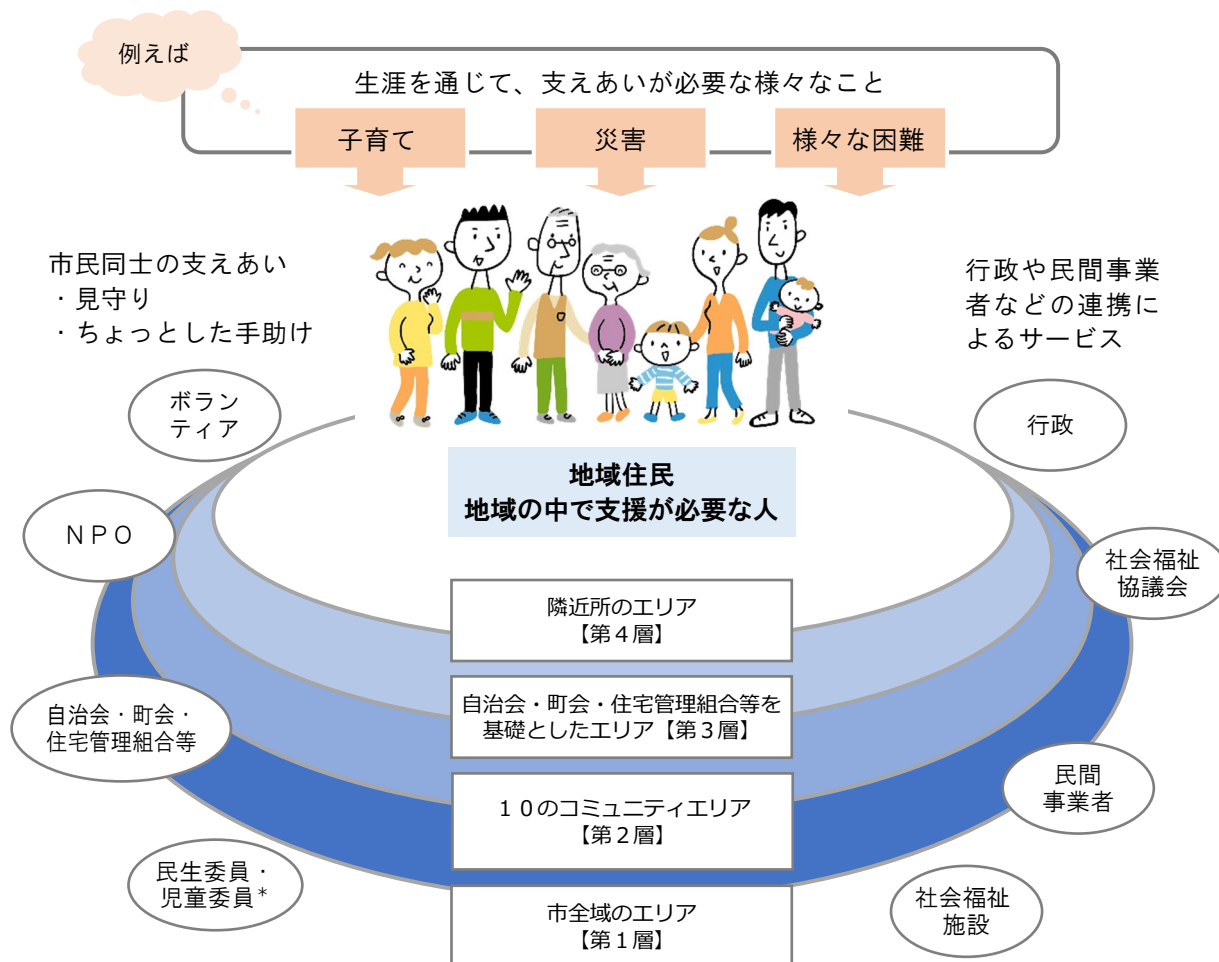 例えば
生涯を通じて、支えあいが必要な様々なこと
子育て
災害
様々な困難
市民同士の支えあい
・見守り
・ちょっとした手助け
行政や民間事業
者などの連携に
よるサービス
ボラン
ティア
行政
地域住民
地域の中で支援が必要な人
ＮＰＯ
社会福祉
協議会
隣近所のエリア
【第４層】
自治会・町会・
住宅管理組合等
自治会・町会・住宅管理組合等を
基礎としたエリア【第３層】
民間
事業者
１０のコミュニティエリア
【第２層】
民生委員・
児童委員*
社会福祉
施設
市全域のエリア
【第１層】